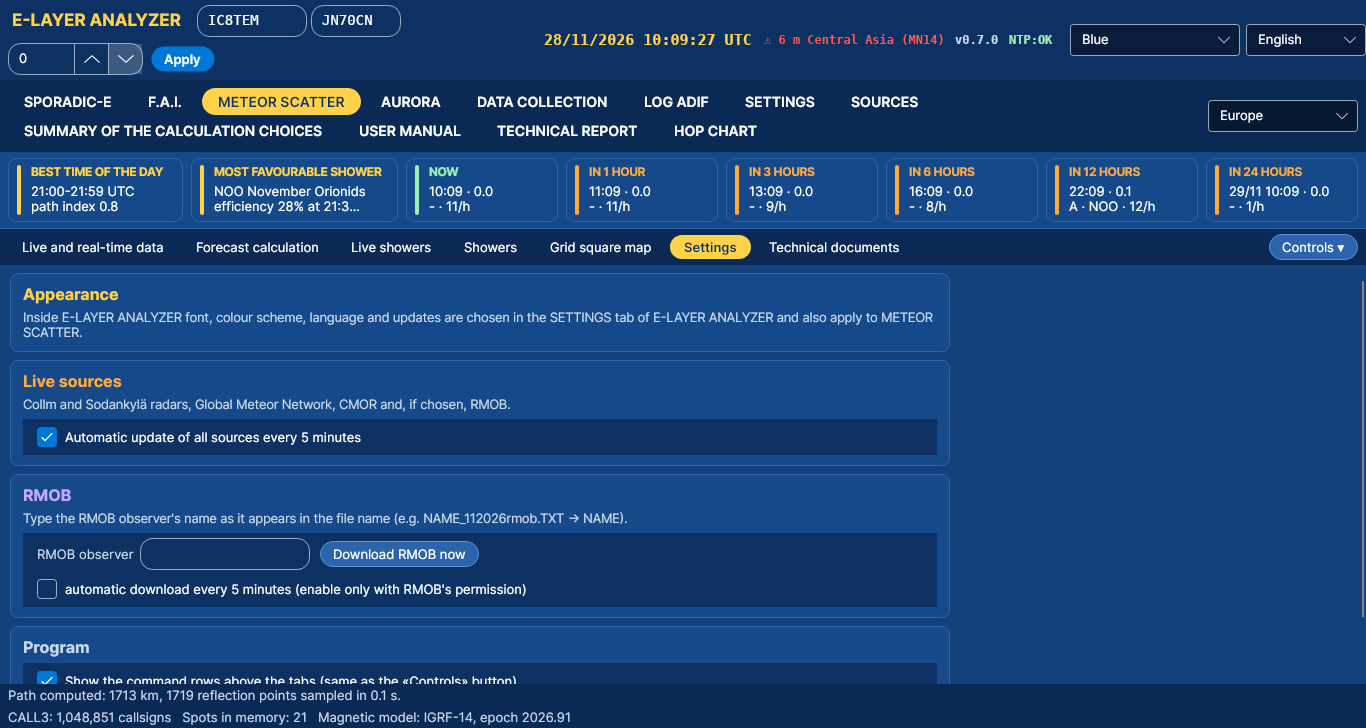 E-LAYER ANALYZER
IC8TEM
JN70CN
0
Apply
28/11/2026 10:09:27 UTC
⚠ 6 m Central Asia (MN14)
v0.7.0
NTP:OK
Blue
English
SPORADIC-E
F.A.I.
METEOR SCATTER
AURORA
DATA COLLECTION
LOG ADIF
SETTINGS
SOURCES
SUMMARY OF THE CALCULATION CHOICES
USER MANUAL
TECHNICAL REPORT
HOP CHART
Europe
BEST TIME OF THE DAY
21:00-21:59 UTC
path index 0.8
MOST FAVOURABLE SHOWER
NOO November Orionids
efficiency 28% at 21:3...
NOW
10:09 · 0.0
- · 11/h
IN 1 HOUR
11:09 · 0.0
- · 11/h
IN 3 HOURS
13:09 · 0.0
- · 9/h
IN 6 HOURS
16:09 · 0.0
- · 8/h
IN 12 HOURS
22:09 · 0.1
A · NOO · 12/h
IN 24 HOURS
29/11 10:09 · 0.0
- · 1/h
Live and real-time data
Forecast calculation
Live showers
Showers
Grid square map
Settings
Technical documents
Controls ▾
Appearance
Inside E-LAYER ANALYZER font, colour scheme, language and updates are chosen in the SETTINGS tab of E-LAYER ANALYZER and also apply to METEOR
SCATTER.
Live sources
Collm and Sodankylä radars, Global Meteor Network, CMOR and, if chosen, RMOB.
Automatic update of all sources every 5 minutes
RMOB
Type the RMOB observer's name as it appears in the file name (e.g. NAME_112026rmob.TXT → NAME).
RMOB observer
Download RMOB now
automatic download every 5 minutes (enable only with RMOB's permission)
Program
Show the command rows above the tabs (same as the «Controls» button)
Path computed: 1713 km, 1719 reflection points sampled in 0.1 s.
CALL3: 1,048,851 callsigns
Spots in memory: 21
Magnetic model: IGRF-14, epoch 2026.91